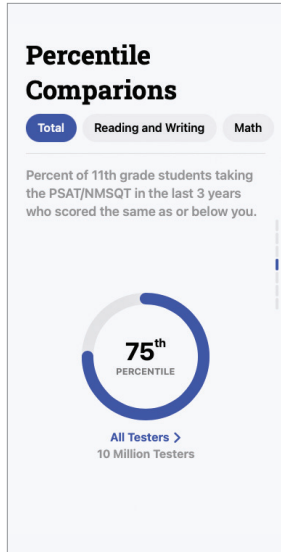 Percentile
Comparions
Total Reading and Writing Math
Percent of 11th grade students taking
the PSAT/NMSQT in the last 3 years
who scored the same as or below you.
75th
PERCENTILE
All Testers >
10 Million Testers